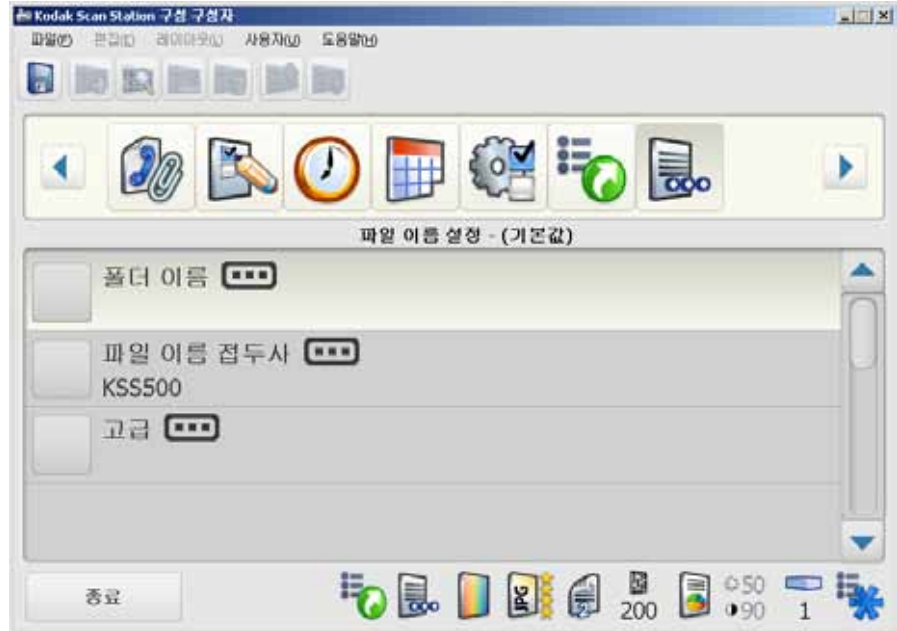 Kodak Scan Station 구성 구성자
파일(F) 편집(E) 레이아웃(L) 사용자(U) 도움말(H)
파일 이름 설정 - (기본값)
폴더 이름
파일 이름 접두사
KSS500
고급
종료
JPG
200
50
90
1